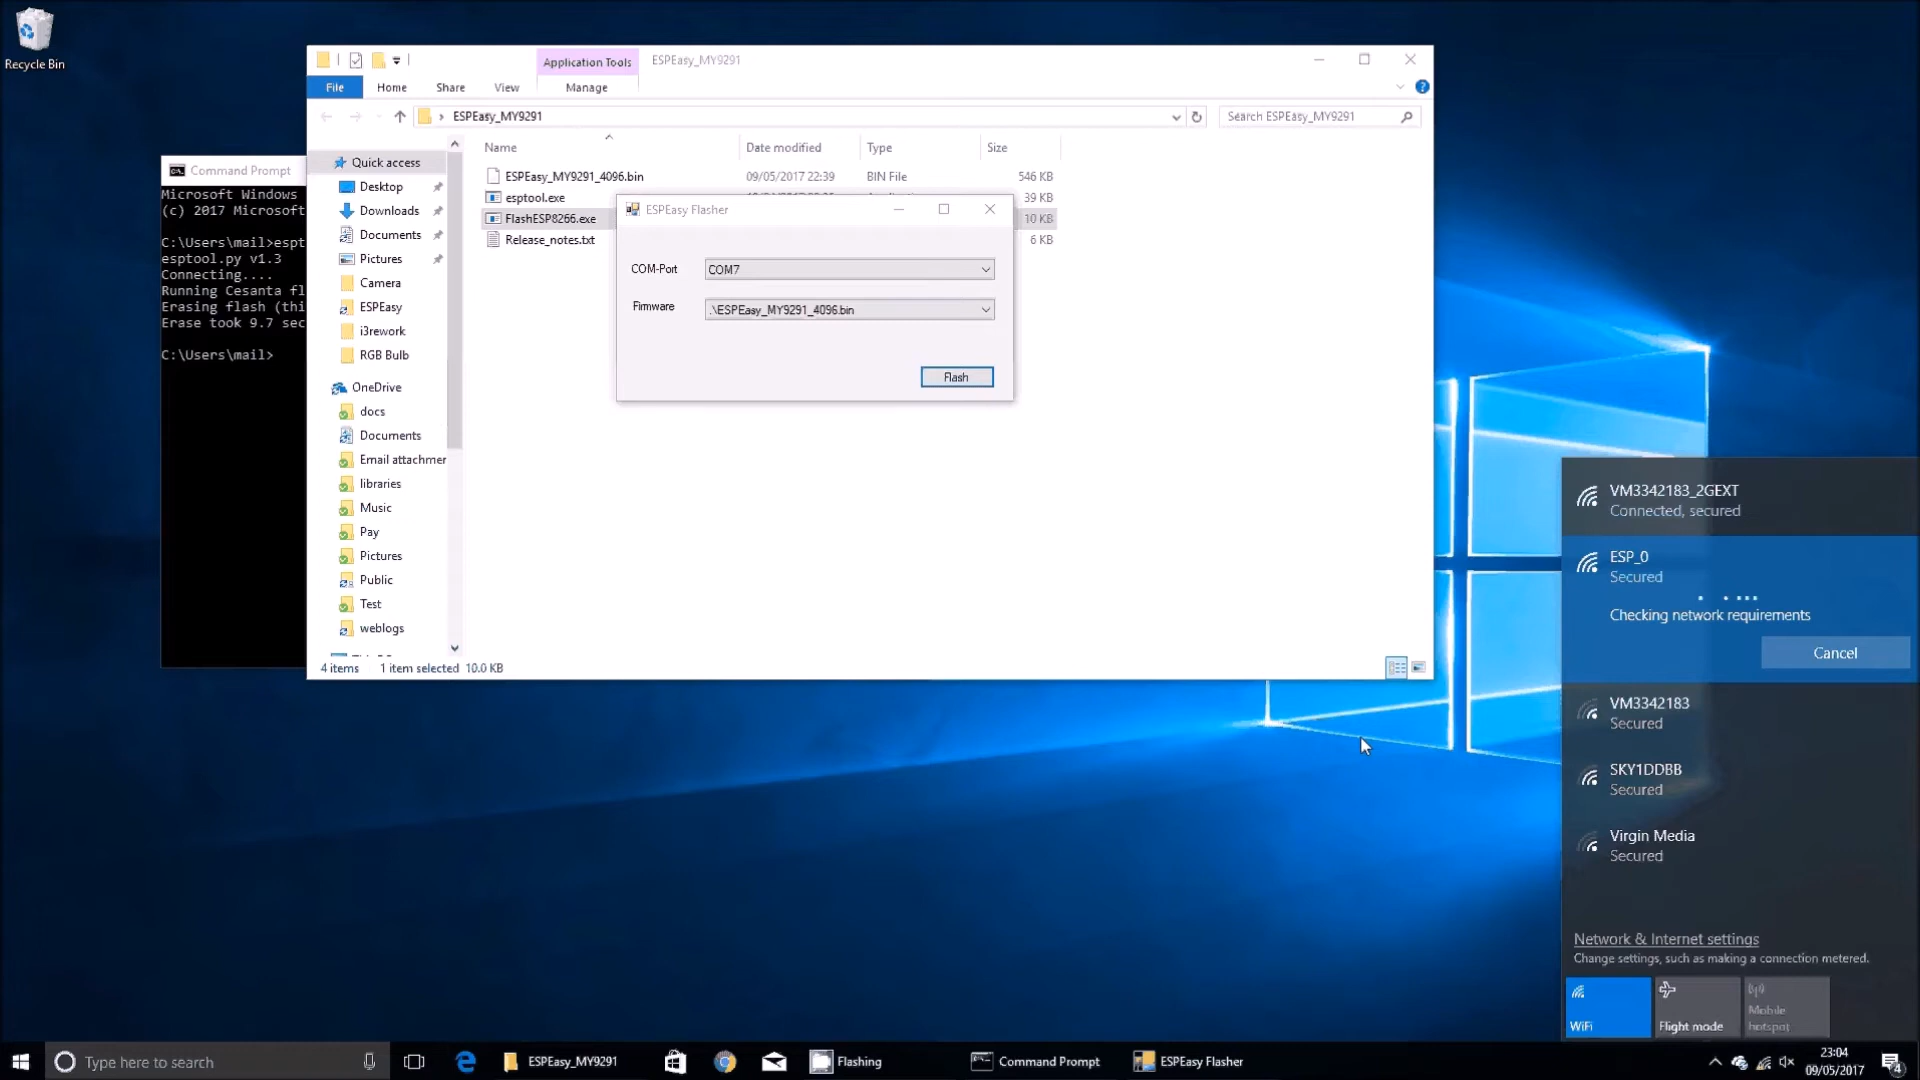 Recycle Bin
Application Tools
ESPEasy_MY9291
File
Home
Share
View
Manage
ESPEasy_MY9291
Search ESPEasy_MY9291
Name
Date modified
Type
Size
ESPEasy_MY9291_4096.bin
09/05/2017 22:39
BIN File
546 KB
esptool.exe
39 KB
FlashESP8266.exe
10 KB
Release_notes.txt
6 KB
Quick access
Desktop
Downloads
Documents
Pictures
Camera
ESPEasy
i3rework
RGB Bulb
OneDrive
docs
Documents
Email attachmer
libraries
Music
Pay
Pictures
Public
Test
weblogs
4 items
1 item selected 10.0 KB
Command Prompt
Microsoft Windows
(c) 2017 Microsoft
C:\Users\mail>espt
esptool.py v1.3
Connecting....
Running Cesanta fl
Erasing flash (thi
Erase took 9.7 sec
C:\Users\mail>
ESPEasy Flasher
COM-Port
COM7
Firmware
.\ESPEasy_MY9291_4096.bin
Flash
VM3342183_2GEXT
Connected, secured
ESP_0
Secured
Checking network requirements
Cancel
VM3342183
Secured
SKY1DDBB
Secured
Virgin Media
Secured
Network & Internet settings
Change settings, such as making a connection metered.
WiFi
Flight mode
Mobile
hotspot
Type here to search
ESPEasy_MY9291
Flashing
Command Prompt
ESPEasy Flasher
23:04
09/05/2017
4